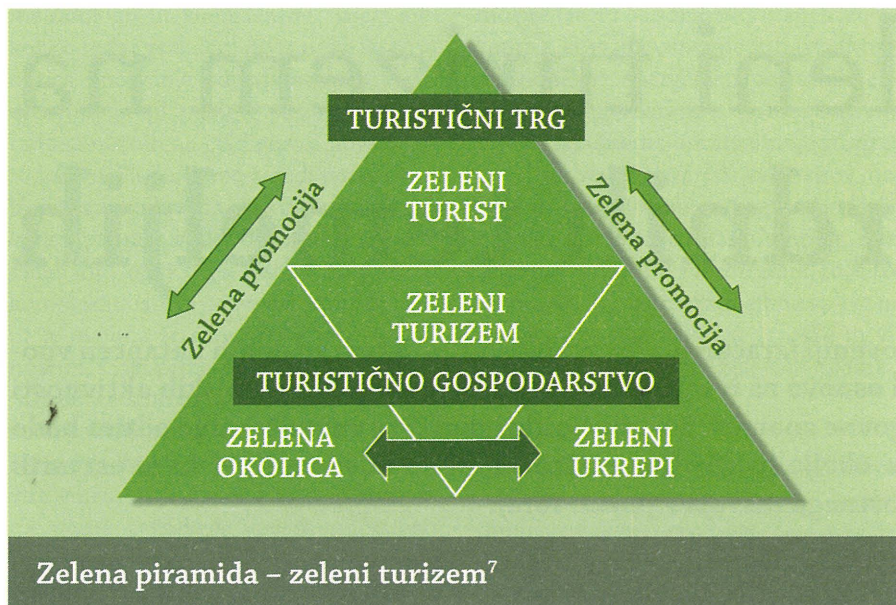 TURISTIČNI TRG
ZELENI
TURIST
Zelena promocija
Zelena promocija
ZELENI
TURIZEM
TURISTIČNO GOSPODARSTVO
ZELENA
OKOLICA
ZELENI
UKREPI
Zelena piramida – zeleni turizem⁷